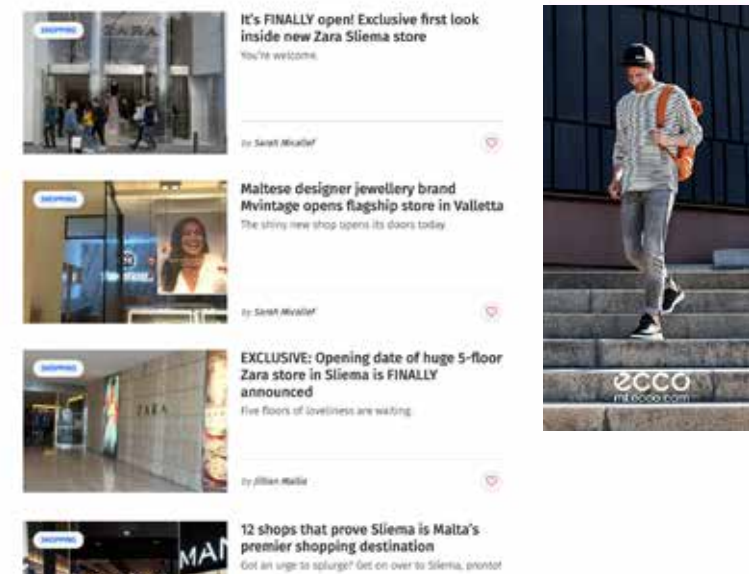 SHOPPING
ZARA
It's FINALLY open! Exclusive first look
inside new Zara Sliema store
You're welcome.
by Sarah Micallef
SHOPPING
Maltese designer jewellery brand
Mvintage opens flagship store in Valletta
The shiny new shop opens its doors today
by Sarah Micallef
SHOPPING
ZARA
EXCLUSIVE: Opening date of huge 5-floor
Zara store in Sliema is FINALLY
announced
Five floors of loveliness are waiting.
by Jillian Mallia
SHOPPING
MAN
12 shops that prove Sliema is Malta's
premier shopping destination
Got an urge to splurge? Get on over to Sliema, pronto!
ecco
mt.ecco.com